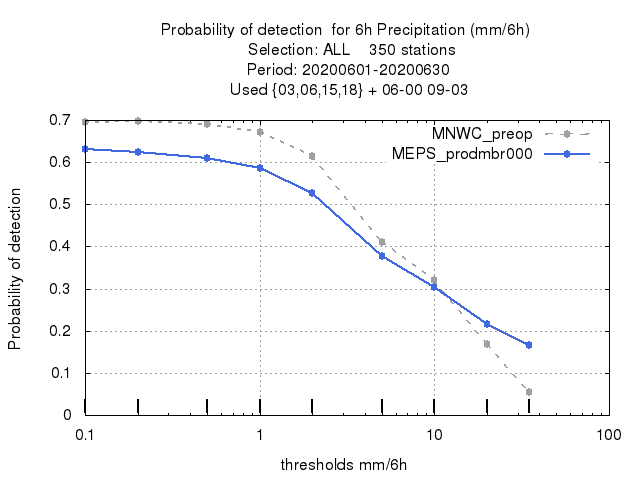 Probability of detection  for 6h Precipitation (mm/6h)
Selection: ALL    350 stations
Period: 20200601-20200630
Used {03,06,15,18} + 06-00 09-03
MNWC_preop
MEPS_prodmbr000
Probability of detection
0.7
0.6
0.5
0.4
0.3
0.2
0.1
0
0.1
1
10
100
thresholds mm/6h